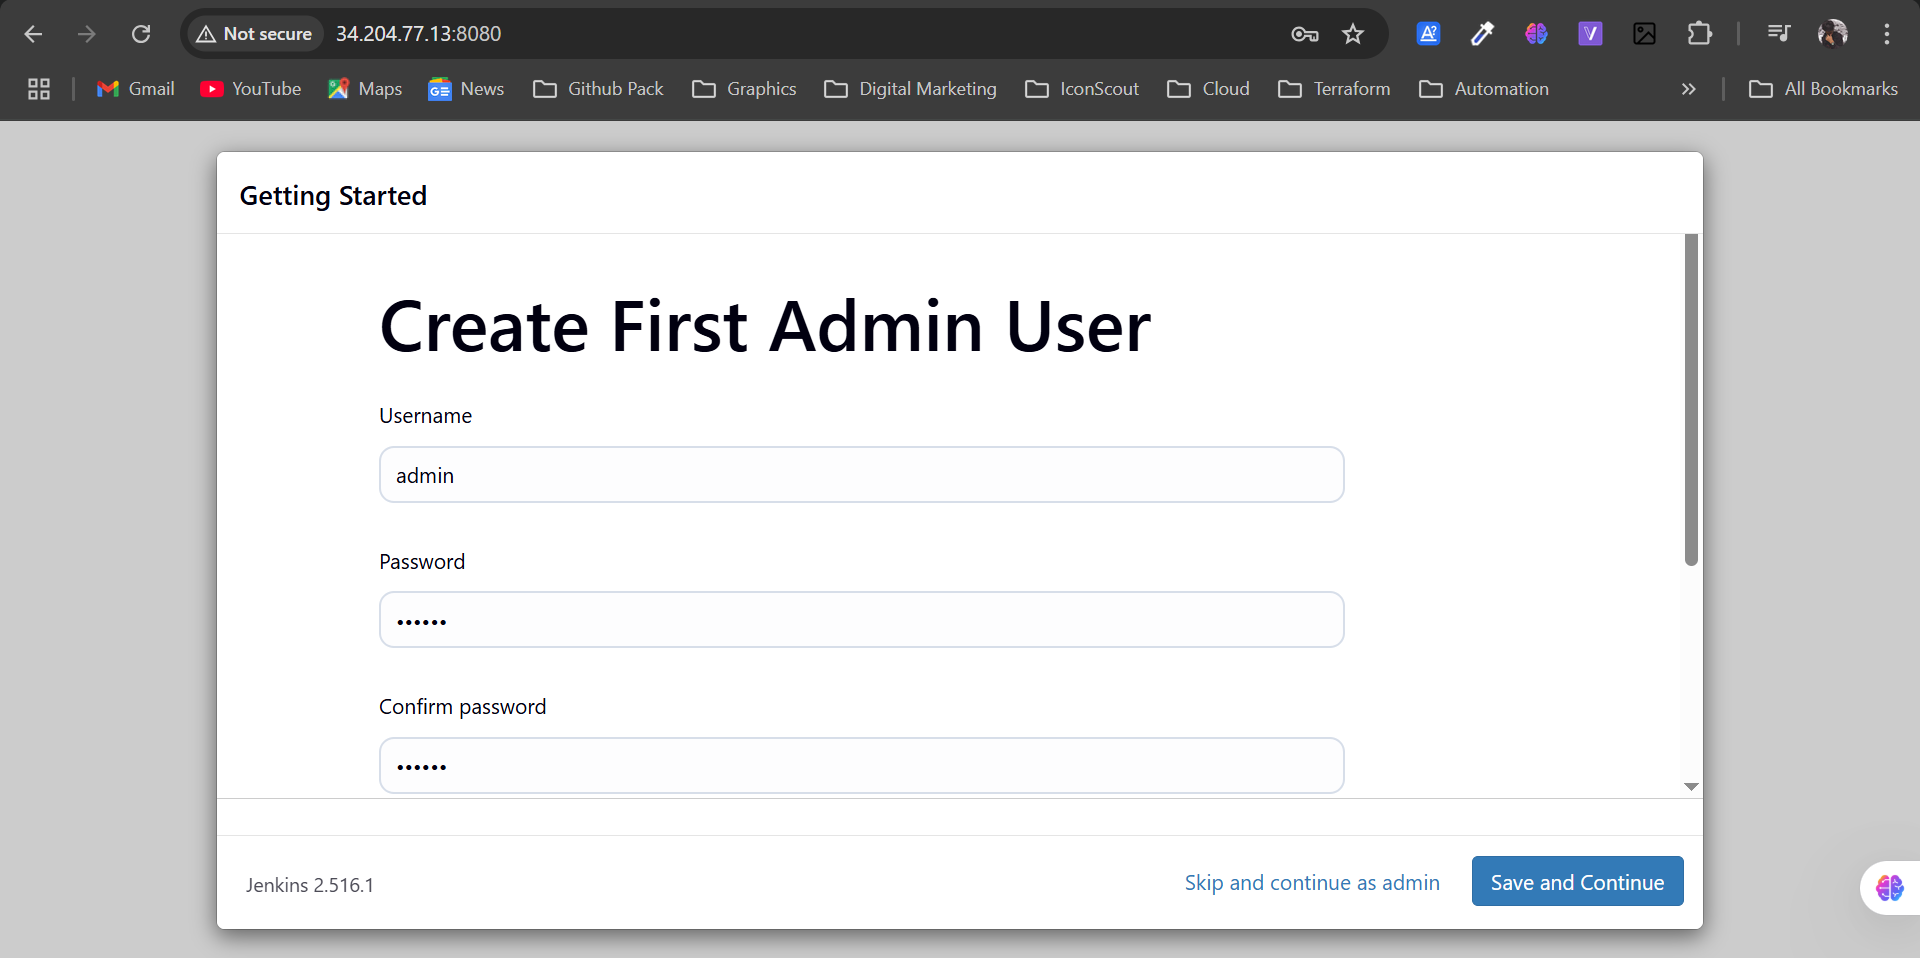 Not secure 34.204.77.13:8080
Gmail YouTube Maps News Github Pack Graphics Digital Marketing IconScout Cloud Terraform Automation » All Bookmarks
Getting Started
Create First Admin User
Username
admin
Password
••••••
Confirm password
••••••
Jenkins 2.516.1 Skip and continue as admin Save and Continue